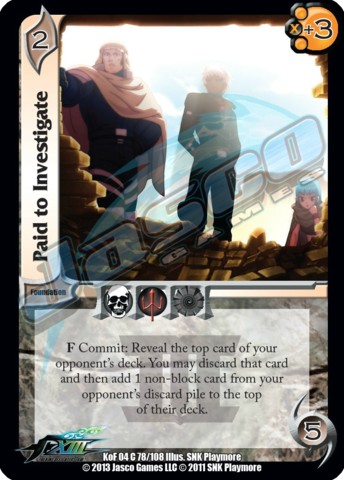 2
X+3
Paid to Investigate
JASCO
GAMES
Foundation
F Commit: Reveal the top card of your
opponent's deck. You may discard that card
and then add 1 non-block card from your
opponent's discard pile to the top
of their deck.
XIII
5
KoF 04 C 78/108 Illus. SNK Playmore
© 2013 Jasco Games LLC © 2011 SNK Playmore